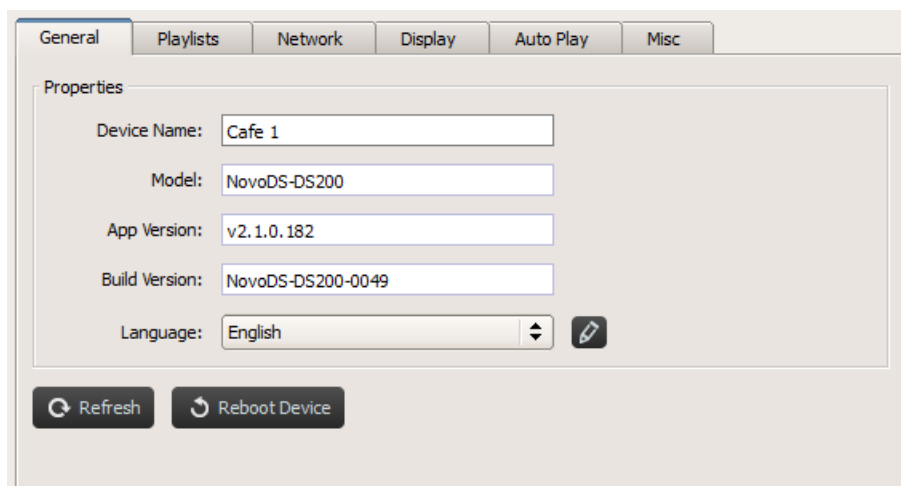 General Playlists Network Display Auto Play Misc
Properties
Device Name: Cafe 1
Model: NovoDS-DS200
App Version: v2.1.0.182
Build Version: NovoDS-DS200-0049
Language: English
Refresh Reboot Device